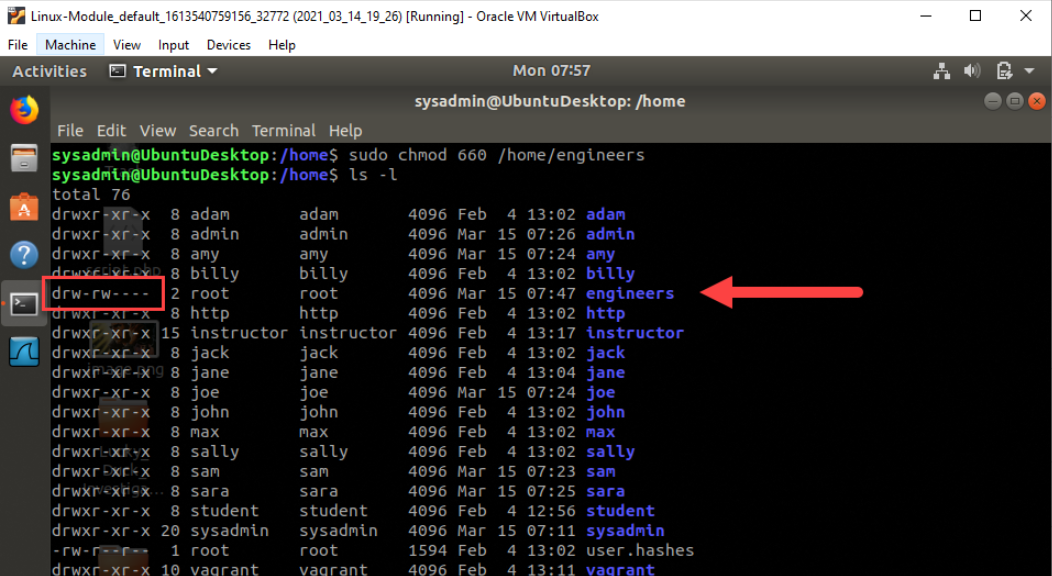 Linux-Module_default_1613540759156_32772 (2021_03_14_19_26) [Running] - Oracle VM VirtualBox
File Machine View Input Devices Help
Activities Terminal Mon 07:57
sysadmin@UbuntuDesktop: /home
File Edit View Search Terminal Help
sysadmin@UbuntuDesktop:/home$ sudo chmod 660 /home/engineers
sysadmin@UbuntuDesktop:/home$ ls -l
total 76
drwxr-xr-x 8 adam adam 4096 Feb 4 13:02 adam
drwxr-xr-x 8 admin admin 4096 Mar 15 07:26 admin
drwxr-xr-x 8 amy amy 4096 Mar 15 07:24 amy
drwxr-xr-x 8 billy billy 4096 Feb 4 13:02 billy
drw-rw---- 2 root root 4096 Mar 15 07:47 engineers
drwxr-xr-x 8 http http 4096 Feb 4 13:02 http
drwxr-xr-x 15 instructor instructor 4096 Feb 4 13:17 instructor
drwxr-xr-x 8 jack jack 4096 Feb 4 13:02 jack
drwxr-xr-x 8 jane jane 4096 Feb 4 13:04 jane
drwxr-xr-x 8 joe joe 4096 Mar 15 07:24 joe
drwxr-xr-x 8 john john 4096 Feb 4 13:02 john
drwxr-xr-x 8 max max 4096 Feb 4 13:02 max
drwxr-xr-x 8 sally sally 4096 Feb 4 13:02 sally
drwxr-xr-x 8 sam sam 4096 Mar 15 07:23 sam
drwxr-xr-x 8 sara sara 4096 Mar 15 07:25 sara
drwxr-xr-x 8 student student 4096 Feb 4 12:56 student
drwxr-xr-x 20 sysadmin sysadmin 4096 Mar 15 07:11 sysadmin
-rw-r--r-- 1 root root 1594 Feb 4 13:02 user.hashes
drwxr-xr-x 10 vagrant vagrant 4096 Feb 4 13:11 vagrant